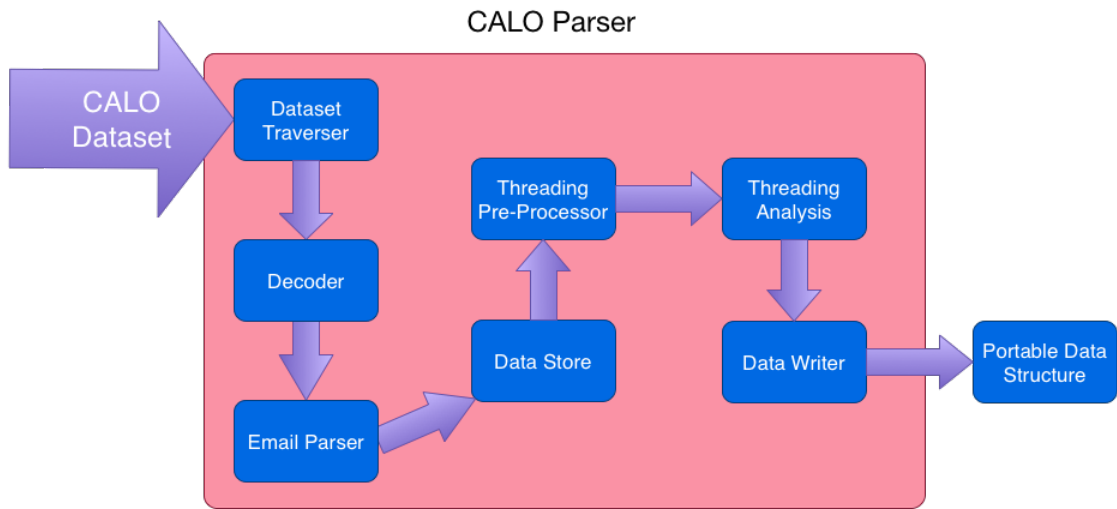 CALO Parser
CALO
Dataset
Dataset
Traverser
Decoder
Email Parser
Data Store
Threading
Pre-Processor
Threading
Analysis
Data Writer
Portable Data
Structure